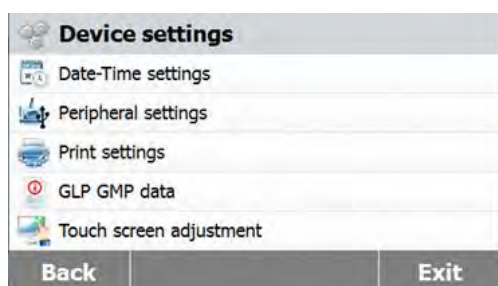 Device settings
Date-Time settings
Peripheral settings
Print settings
GLP GMP data
Touch screen adjustment
Back Exit